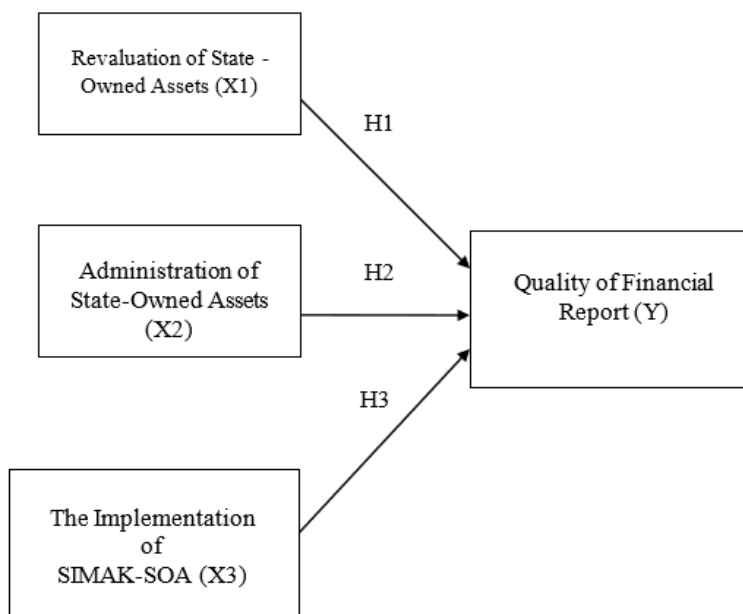 Revaluation of State -
Owned Assets (X1)
H1
Administration of
State-Owned Assets
(X2)
H2
Quality of Financial
Report (Y)
H3
The Implementation
of
SIMAK-SOA (X3)